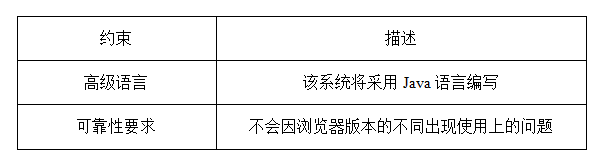 约束 描述
高级语言 该系统将采用 Java 语言编写
可靠性要求 不会因浏览器版本的不同出现使用上的问题